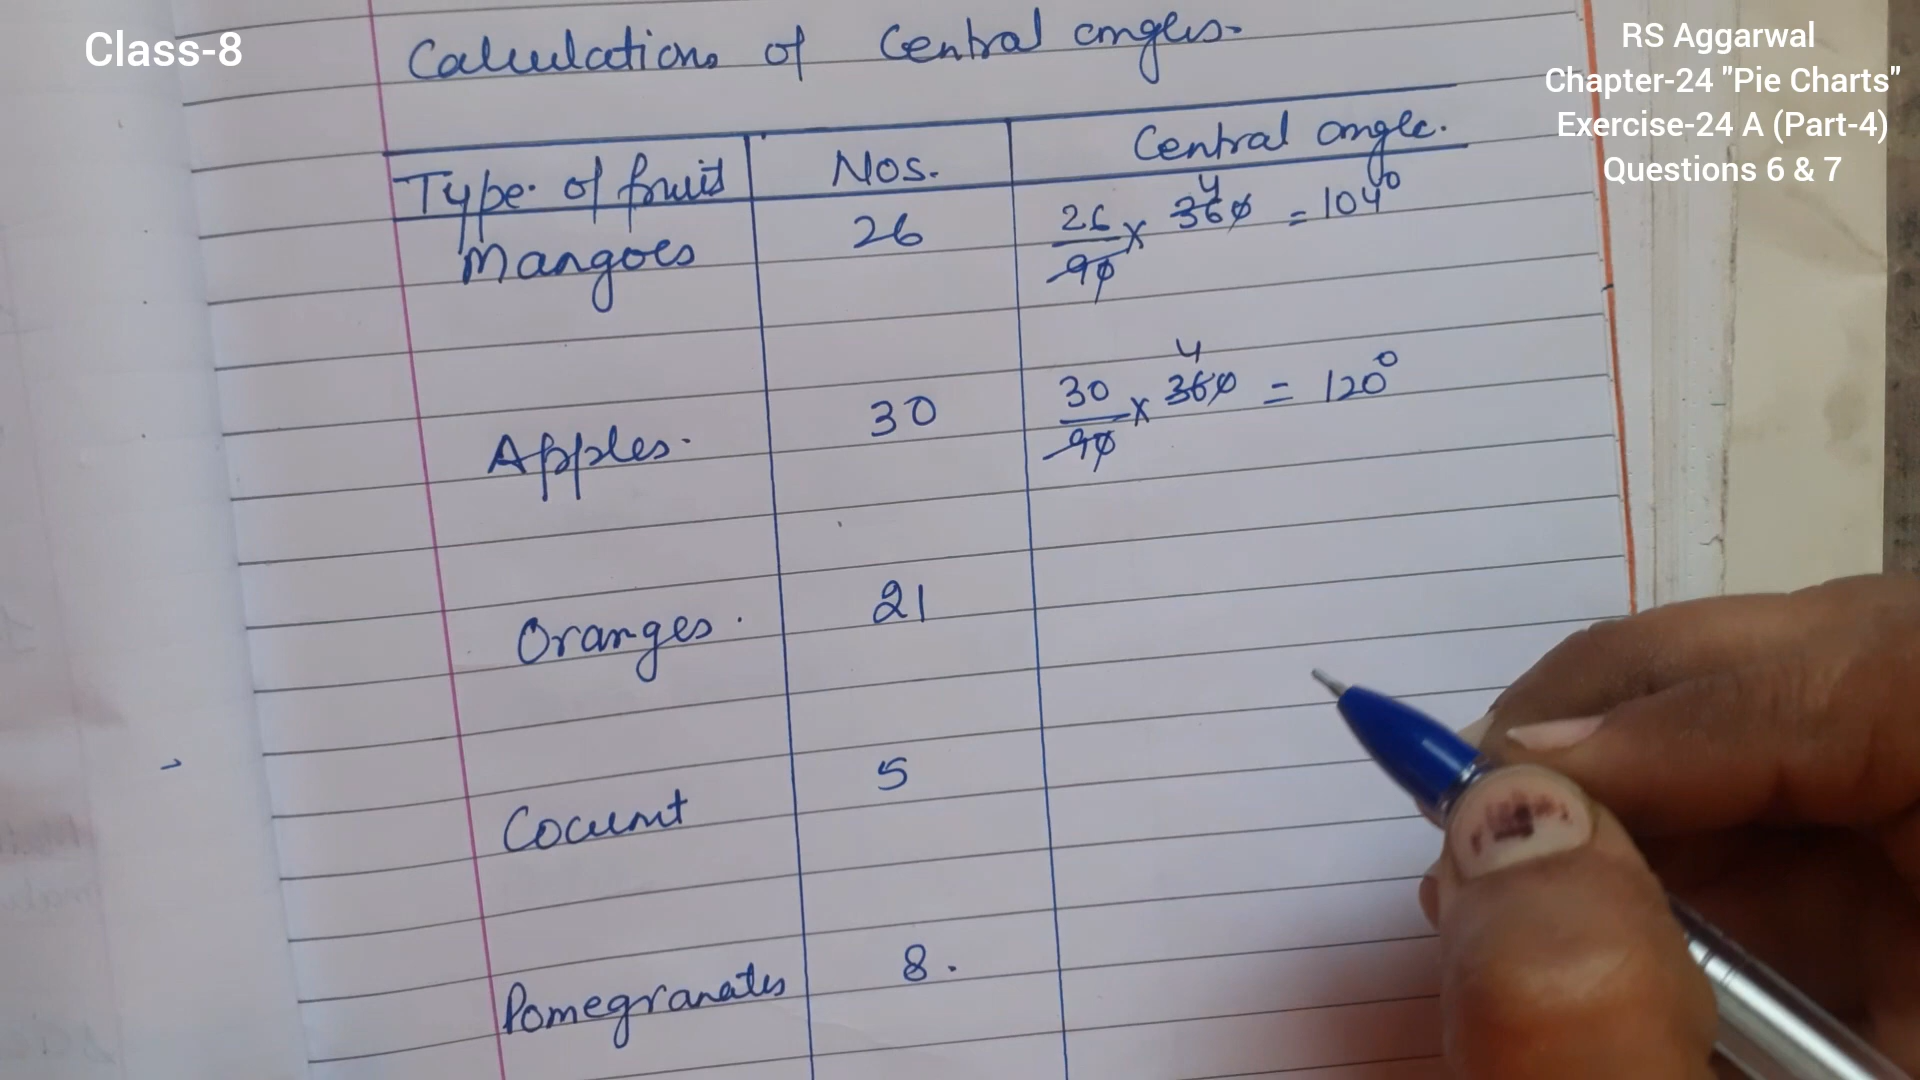 Class-8
RS Aggarwal
Chapter-24 "Pie Charts"
Exercise-24 A (Part-4)
Questions 6 & 7
Calculations of Central angles-
Type of fruit Nos. Central angle.
Mangoes 26 26/90 x 360 4 = 104°
Apples. 30 30/90 x 360 4 = 120°
Oranges. 21
Cocunt 5
Pomegranates 8.